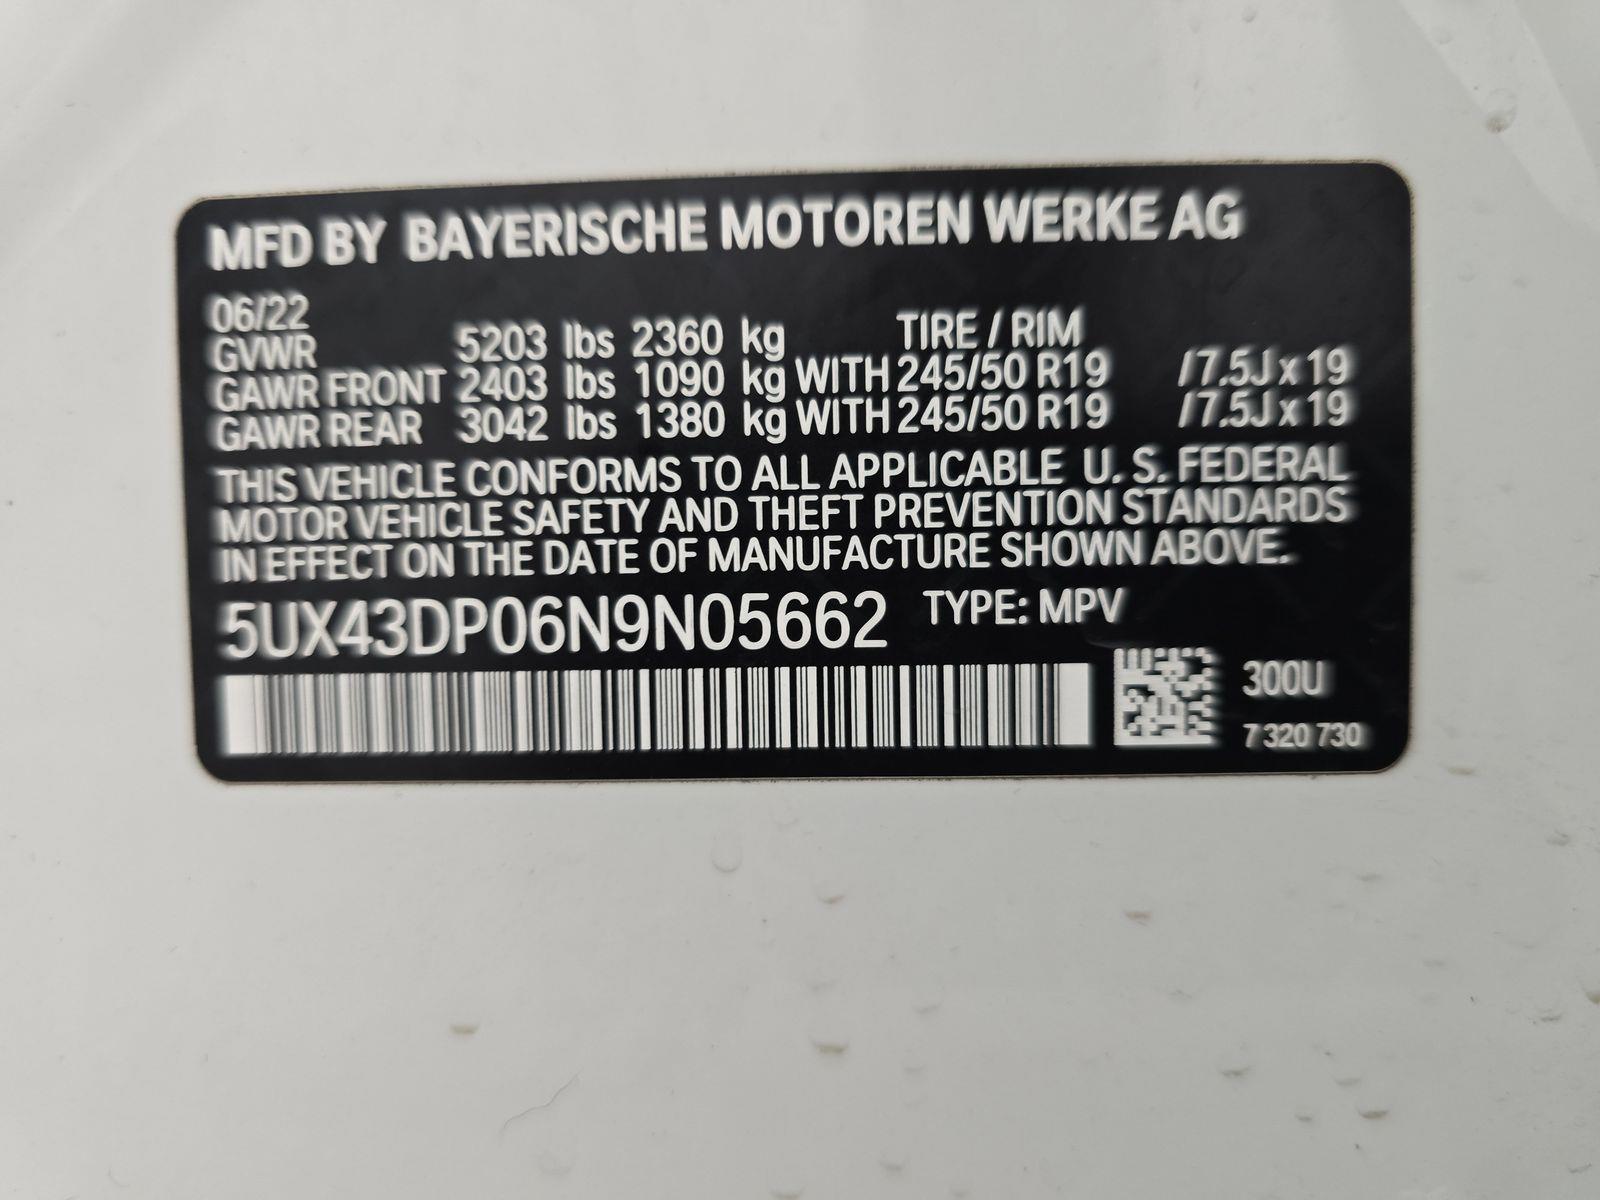 MFD BY BAYERISCHE MOTOREN WERKE AG
06/22
GVWR 5203 lbs 2360 kg TIRE / RIM
GAWR FRONT 2403 lbs 1090 kg WITH 245/50 R19 /7.5J x 19
GAWR REAR 3042 lbs 1380 kg WITH 245/50 R19 /7.5J x 19
THIS VEHICLE CONFORMS TO ALL APPLICABLE U. S. FEDERAL
MOTOR VEHICLE SAFETY AND THEFT PREVENTION STANDARDS
IN EFFECT ON THE DATE OF MANUFACTURE SHOWN ABOVE.
5UX43DP06N9N05662 TYPE: MPV
300U
7 320 730